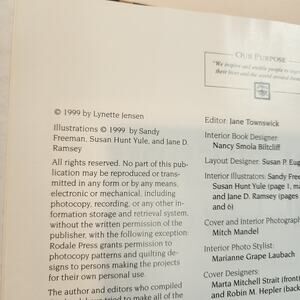 OUR PURPOSE
"We inspire and enable people to
their lives and the world around
© 1999 by Lynette Jensen
Illustrations © 1999 by Sandy
Freeman, Susan Hunt Yule, and Jane D.
Ramsey
All rights reserved. No part of this pub-
lication may be reproduced or trans-
mitted in any form or by any means,
electronic or mechanical, including
photocopy, recording, or any other in-
formation storage and retrieval system,
without the written permission of the
publisher, with the following exception:
Rodale Press grants permission to
photocopy patterns and quilting de-
signs to persons making the projects
for their own personal use.
The author and editors who compiled
tried to make all of the
Editor: Jane Townswick
Interior Book Designer:
Nancy Smola Biltcliff
Layout Designer: Susan P. Eug
Interior Illustrators: Sandy Free
Susan Hunt Yule (page 1, ma
and Jane D. Ramsey (pages
and 6)
Cover and Interior Photograph
Mitch Mandel
Interior Photo Stylist:
Marianne Grape Laubach
Cover Designers:
Marta Mitchell Strait (front)
and Robin M. Hepler (back